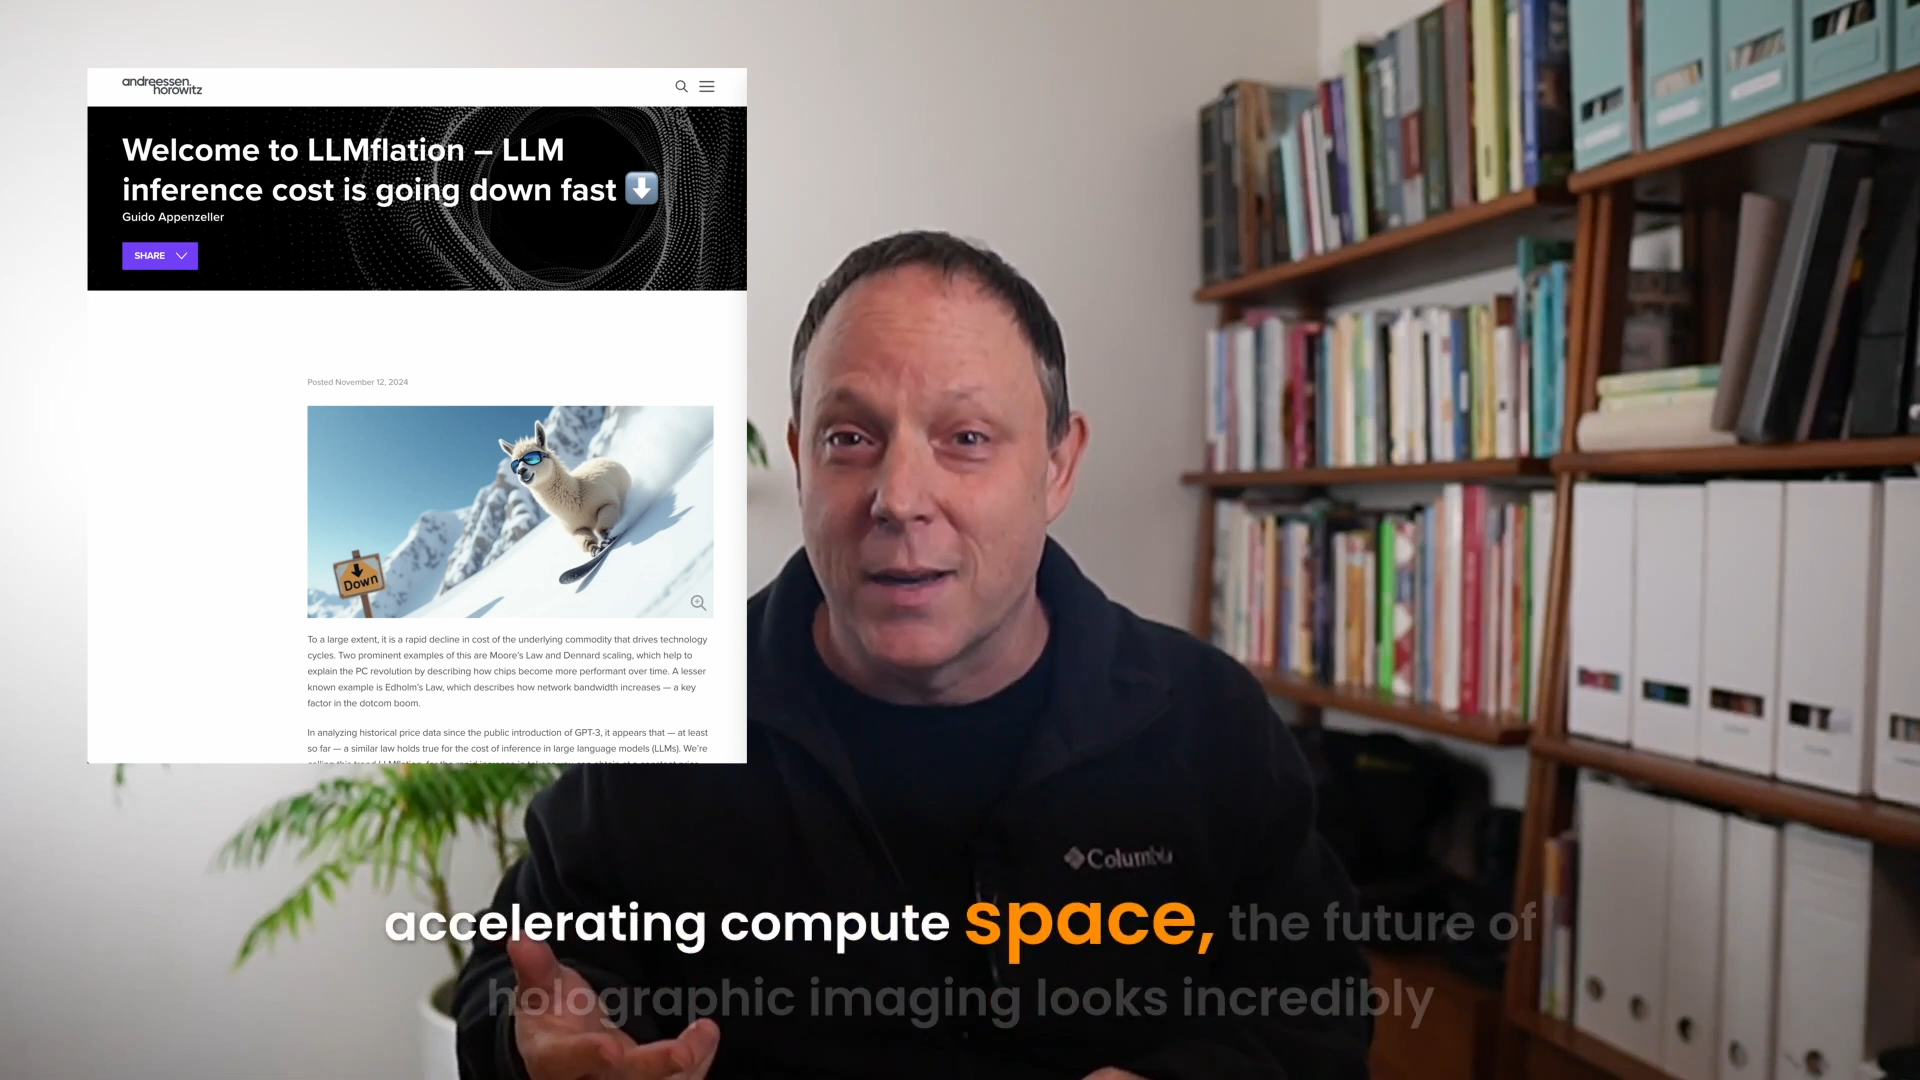 andreessen.
horowitz
Welcome to LLMflation – LLM
inference cost is going down fast ⬇️
Guido Appenzeller
SHARE
Posted November 12, 2024
Down
To a large extent, it is a rapid decline in cost of the underlying commodity that drives technology
cycles. Two prominent examples of this are Moore's Law and Dennard scaling, which help to
explain the PC revolution by describing how chips become more performant over time. A lesser
known example is Edholm's Law, which describes how network bandwidth increases — a key
factor in the dotcom boom.
In analyzing historical price data since the public introduction of GPT-3, it appears that — at least
so far — a similar law holds true for the cost of inference in large language models (LLMs). We're
Columbia
accelerating compute space, the future of
holographic imaging looks incredibly